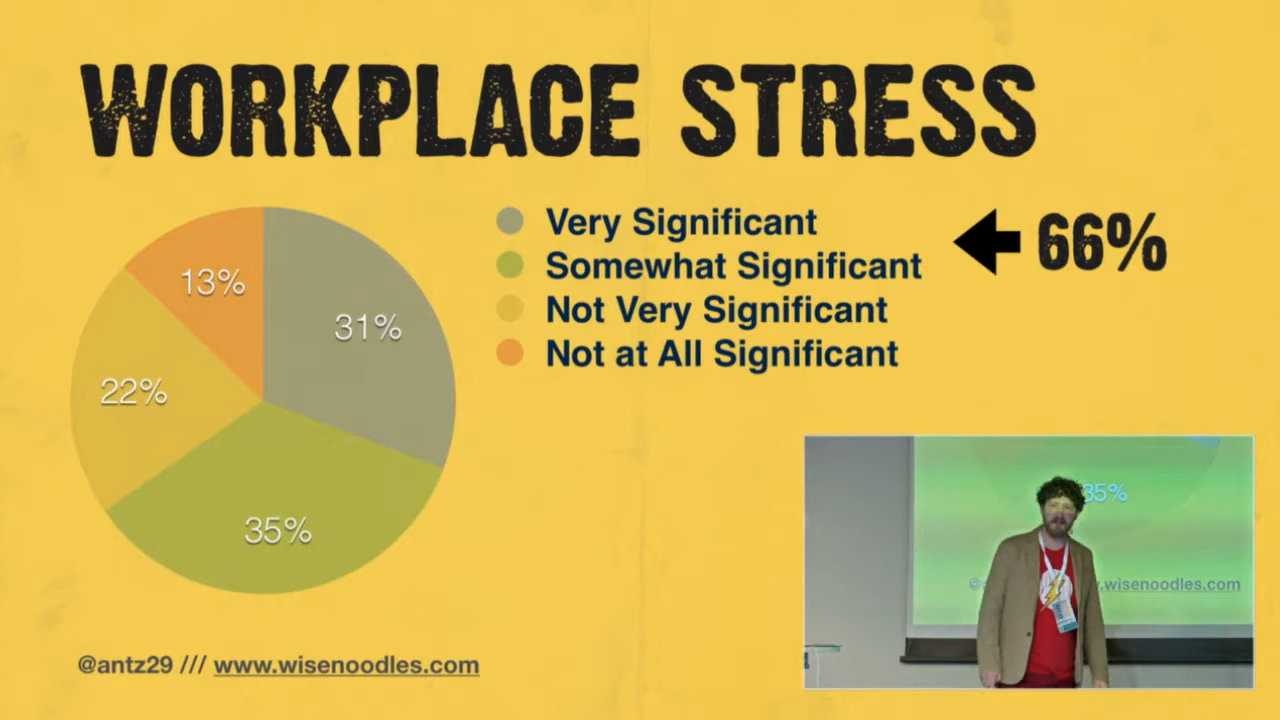 WORKPLACE STRESS
Very Significant
Somewhat Significant
Not Very Significant
Not at All Significant
66%
13%
31%
22%
35%
35%
.wisenoodles.com
@antz29 /// www.wisenoodles.com